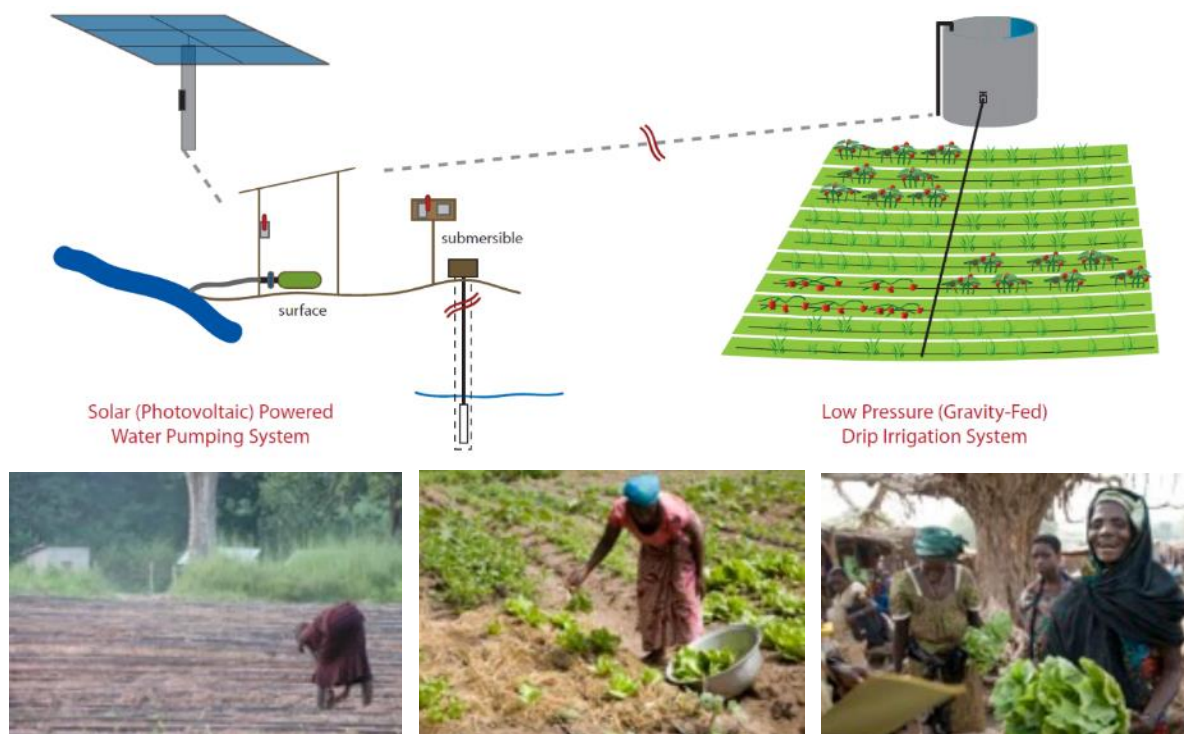 submersible
surface
Solar (Photovoltaic) Powered
Water Pumping System
Low Pressure (Gravity-Fed)
Drip Irrigation System